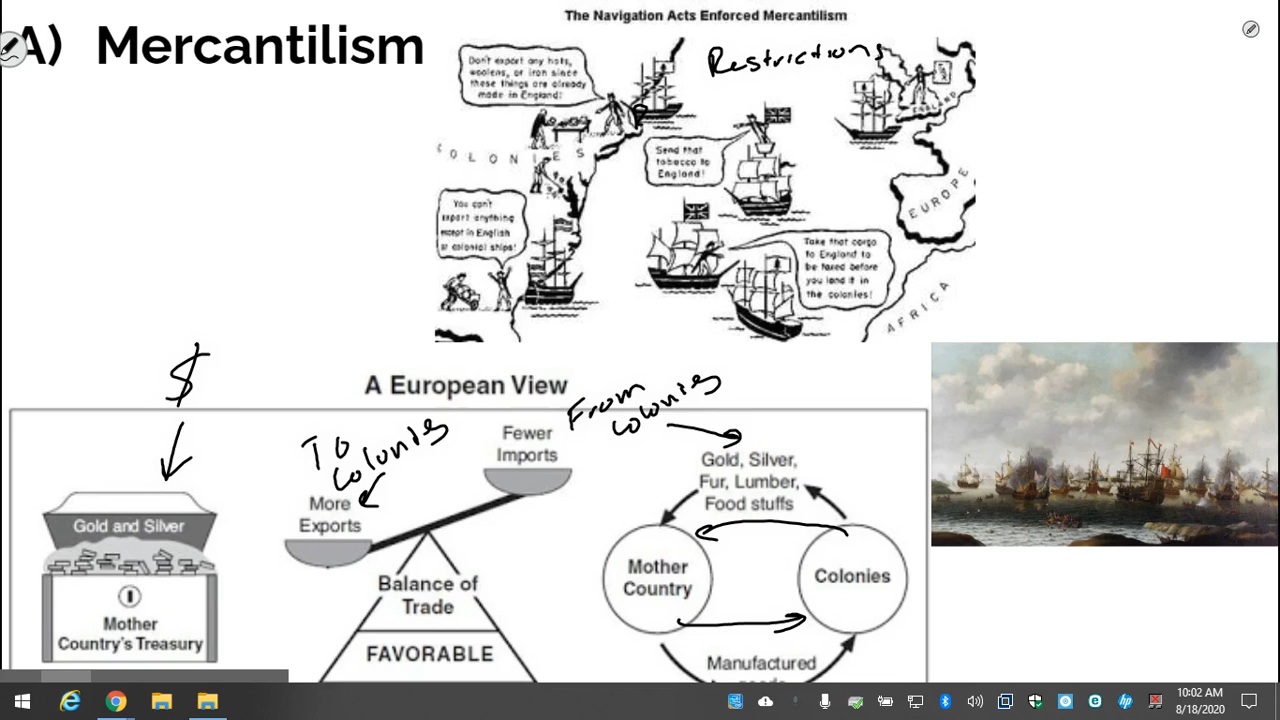 A) Mercantilism
The Navigation Acts Enforced Mercantilism
Restrictions
Don't export any hats,
woolens, or iron since
these things are already
made in England!
ENGLAND
COLONIES
Send that
tobacco to
England!
EUROPE
You can't
export anything
except in English
or colonial ships!
Take that cargo
to England to
be taxed before
you land it in
the colonies!
AFRICA
$
A European View
From
colonies
To
colonies
Fewer
Imports
More
Exports
Gold, Silver,
Fur, Lumber,
Food stuffs
Gold and Silver
Mother
Country's Treasury
Balance of
Trade
FAVORABLE
Mother
Country
Colonies
Manufactured
10:02 AM
8/18/2020